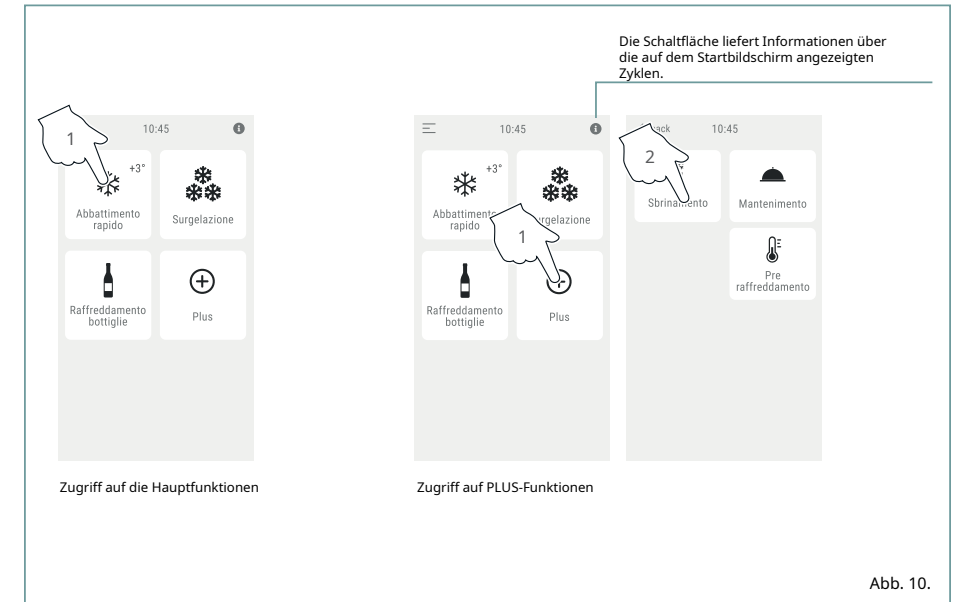 Die Schaltfläche liefert Informationen über
die auf dem Startbildschirm angezeigten
Zyklen.
1
10:45
+3°
Abbattimento
rapido
Surgelazione
Raffreddamento
bottiglie
Plus
Zugriff auf die Hauptfunktionen
10:45
+3°
Abbattimento
rapido
1
Raffreddamento
bottiglie
Plus
10:45
2
Mantenimento
Pre
raffreddamento
Zugriff auf PLUS-Funktionen
Abb. 10.